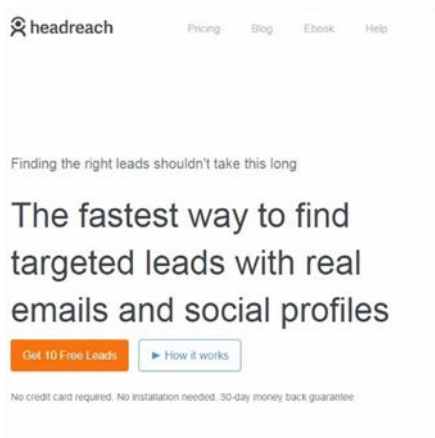 headreach
Pricing Blog Ebook Help
Finding the right leads shouldn't take this long
The fastest way to find
targeted leads with real
emails and social profiles
Get 10 Free Leads
How it works
No credit card required. No installation needed. 30-day money back guarantee